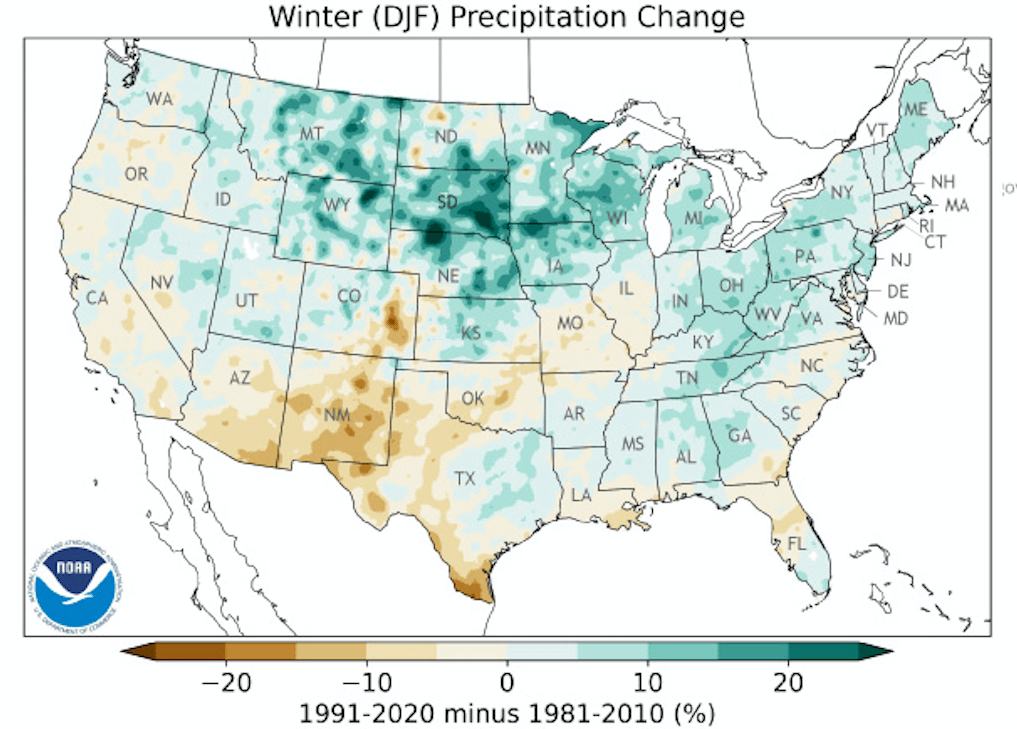 Winter (DJF) Precipitation Change
WA
MT
ND
MN
ME
VT
OR
ID
WY
SD
WI
MI
NY
NH
MA
RI
CT
CA
NV
UT
CO
NE
IA
IL
IN
OH
PA
NJ
DE
MD
KS
MO
KY
WV
VA
AZ
NM
OK
AR
TN
NC
SC
TX
LA
MS
AL
GA
FL
NATIONAL OCEANIC AND ATMOSPHERIC ADMINISTRATION
NOAA
U.S. DEPARTMENT OF COMMERCE
−20 −10 0 10 20
1991-2020 minus 1981-2010 (%)